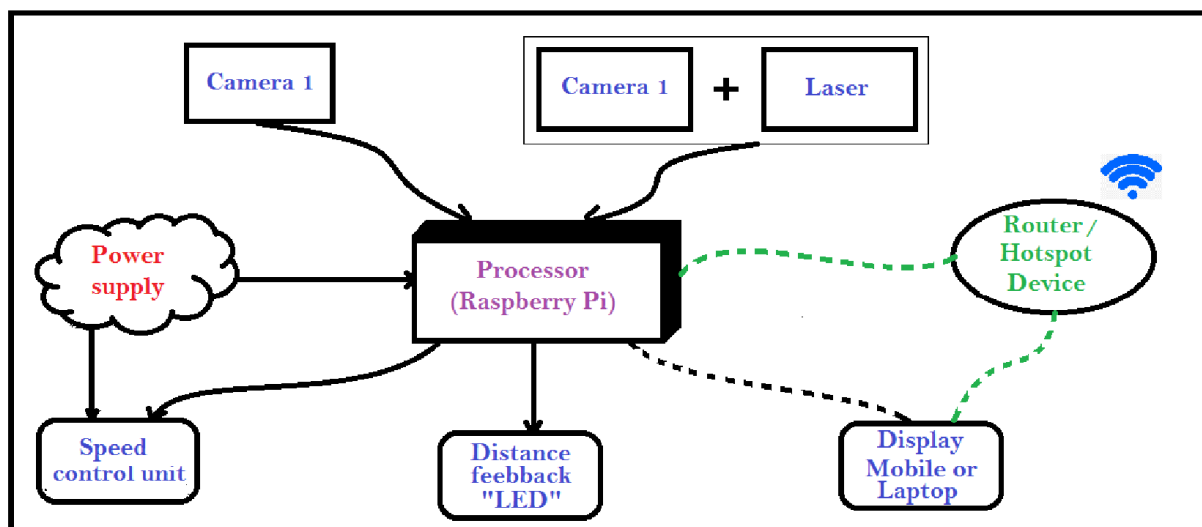 Camera 1
Camera 1
+
Laser
Power
supply
Processor
(Raspberry Pi)
Router /
Hotspot
Device
Speed
control unit
Distance
feebback
"LED"
Display
Mobile or
Laptop